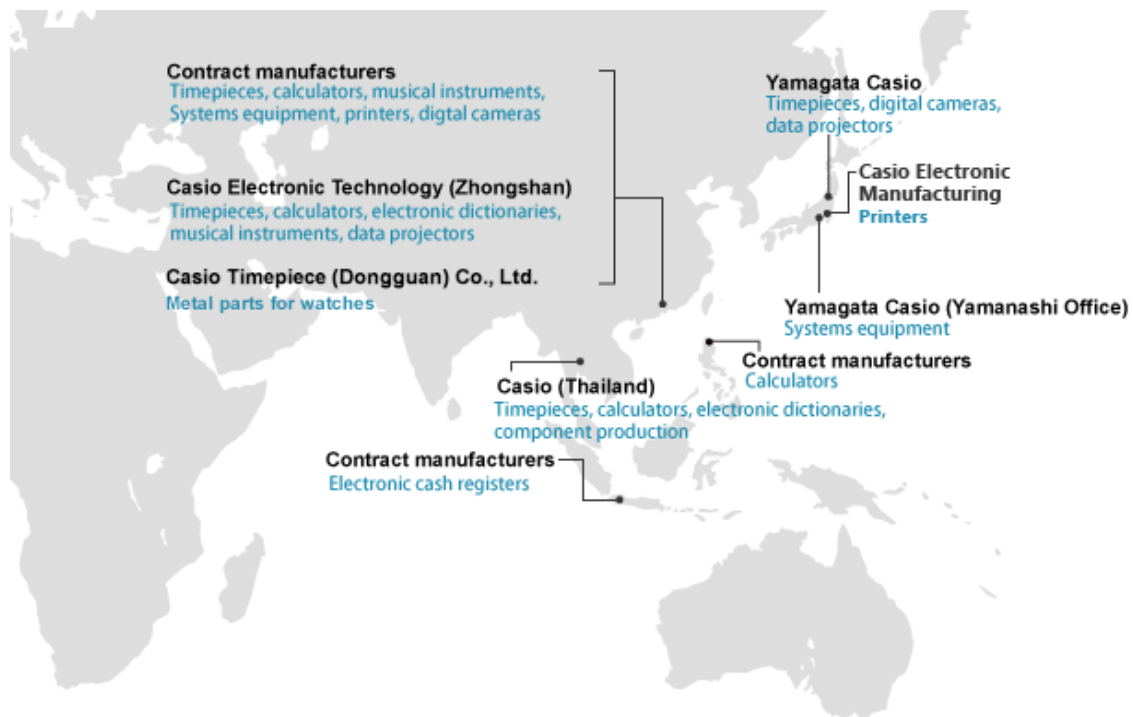 Contract manufacturers
Timepieces, calculators, musical instruments,
Systems equipment, printers, digtal cameras
Casio Electronic Technology (Zhongshan)
Timepieces, calculators, electronic dictionaries,
musical instruments, data projectors
Casio Timepiece (Dongguan) Co., Ltd.
Metal parts for watches
Yamagata Casio
Timepieces, digital cameras,
data projectors
Casio Electronic
Manufacturing
Printers
Yamagata Casio (Yamanashi Office)
Systems equipment
Contract manufacturers
Calculators
Casio (Thailand)
Timepieces, calculators, electronic dictionaries,
component production
Contract manufacturers
Electronic cash registers